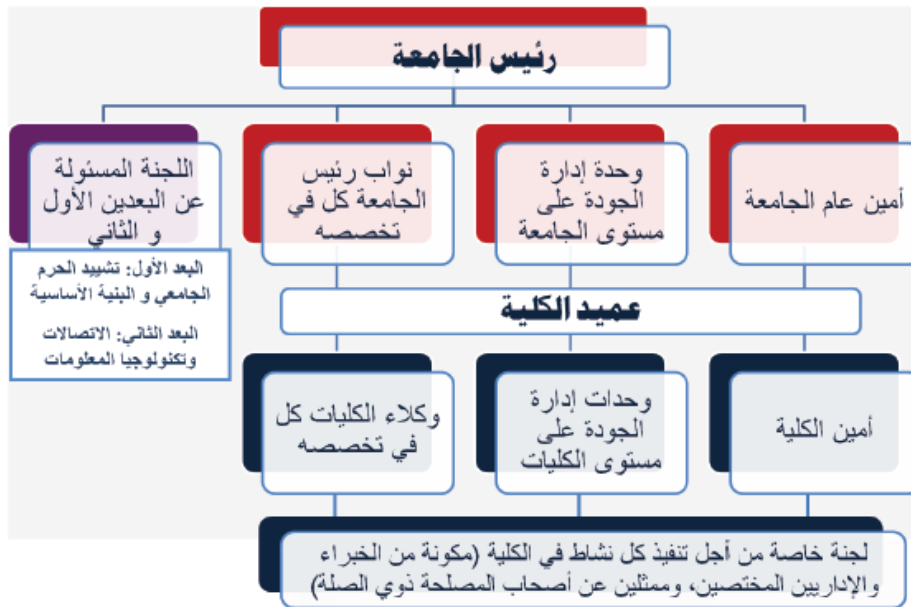 رئيس الجامعة
أمين عام الجامعة
وحدة إدارة
الجودة على
مستوى الجامعة
نواب رئيس
الجامعة كل في
تخصصه
اللجنة المسئولة
عن البعدين الأول
و الثاني
البعد الأول: تشييد الحرم
الجامعي و البنية الأساسية
البعد الثاني: الاتصالات
وتكنولوجيا المعلومات
عميد الكلية
أمين الكلية
وحدات إدارة
الجودة على
مستوى الكليات
وكلاء الكليات كل
في تخصصه
لجنة خاصة من أجل تنفيذ كل نشاط في الكلية (مكونة من الخبراء
والإداريين المختصين، وممثلين عن أصحاب المصلحة ذوي الصلة)